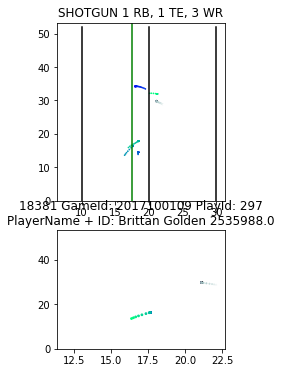 SHOTGUN 1 RB, 1 TE, 3 WR
50
40
30
20
10
0
10 15 20 25 30
18381 GameId: 2017100109 PlayId: 297
PlayerName + ID: Brittan Golden 2535988.0
40
20
0
12.5 15.0 17.5 20.0 22.5